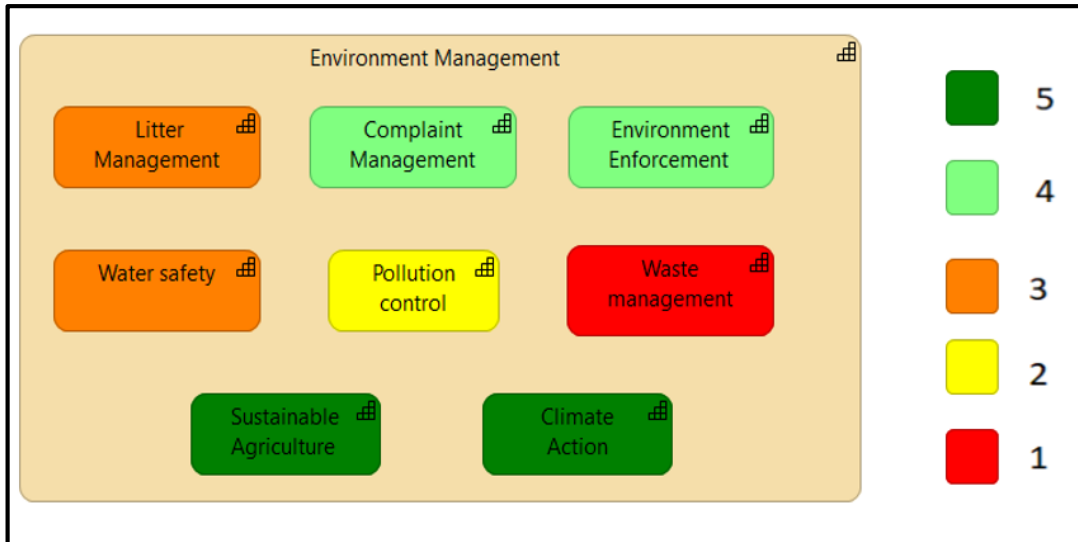 Environment Management
Litter
Management
Complaint
Management
Environment
Enforcement
Water safety
Pollution
control
Waste
management
Sustainable
Agriculture
Climate
Action
5
4
3
2
1